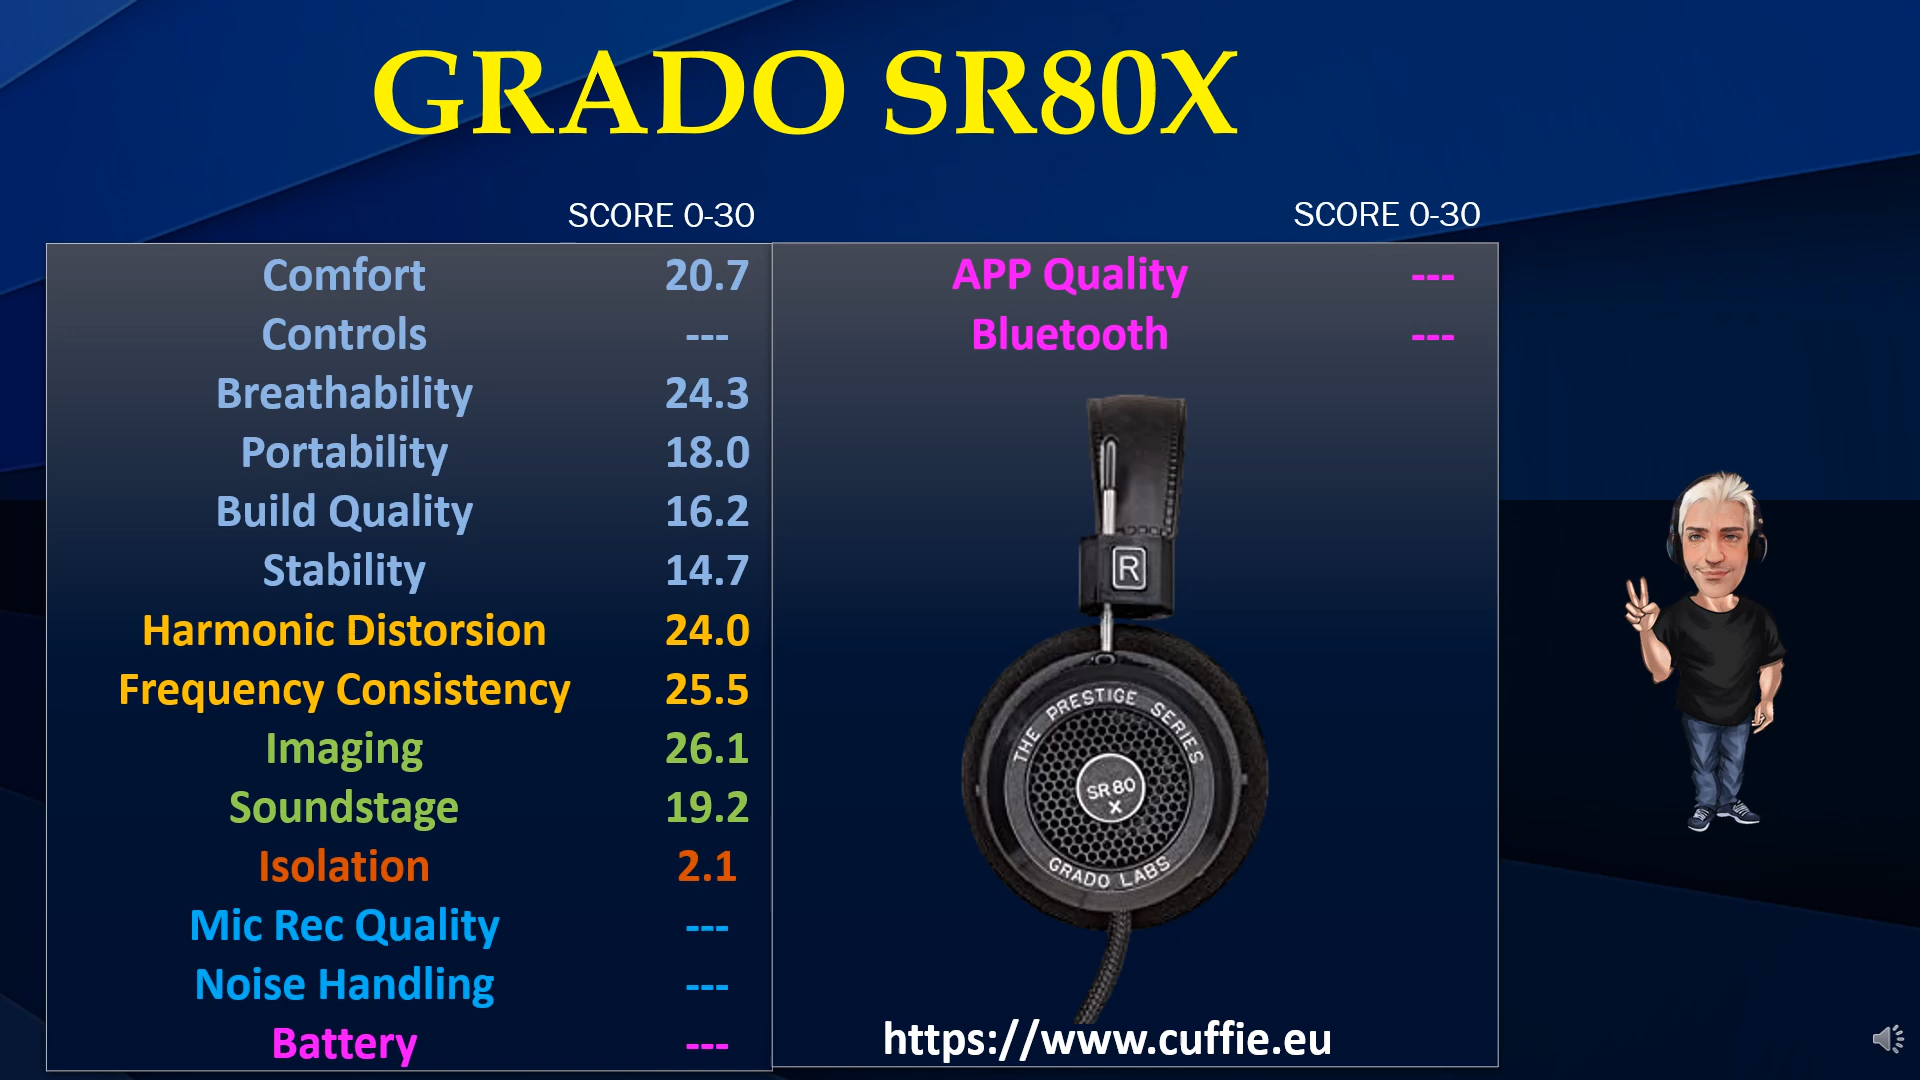 GRADO SR80X
SCORE 0-30
SCORE 0-30
Comfort 20.7
Controls ---
Breathability 24.3
Portability 18.0
Build Quality 16.2
Stability 14.7
Harmonic Distorsion 24.0
Frequency Consistency 25.5
Imaging 26.1
Soundstage 19.2
Isolation 2.1
Mic Rec Quality ---
Noise Handling ---
Battery ---
APP Quality ---
Bluetooth ---
R
THE PRESTIGE SERIES
SR80
X
GRADO LABS
https://www.cuffie.eu